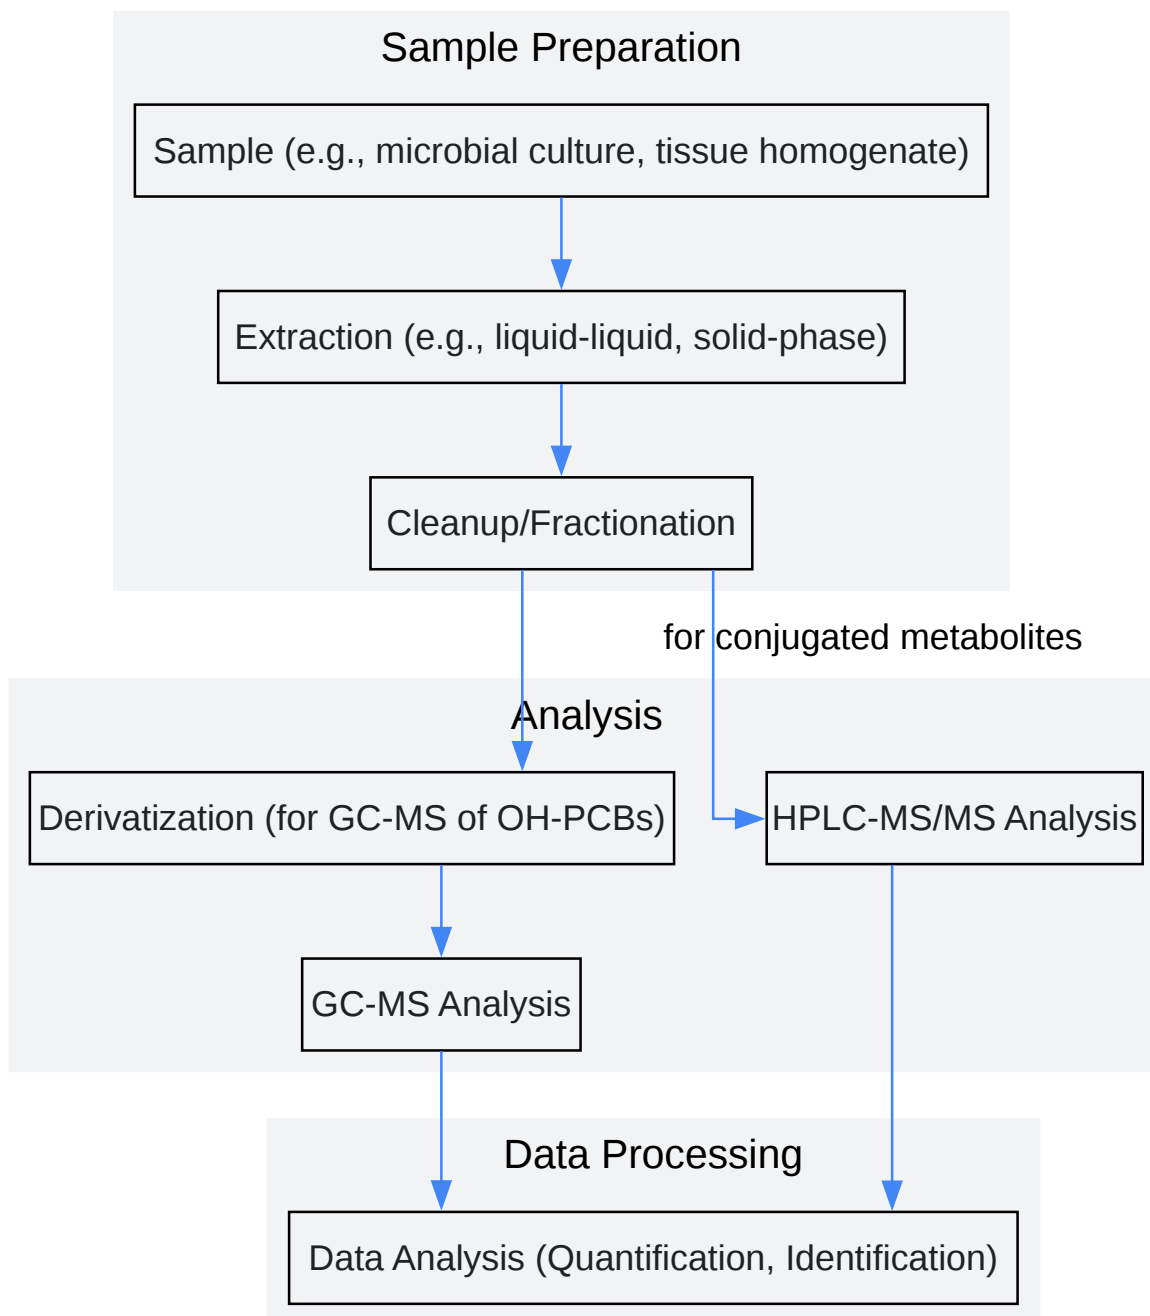 Sample Preparation
Sample (e.g., microbial culture, tissue homogenate)
Extraction (e.g., liquid-liquid, solid-phase)
Cleanup/Fractionation
for conjugated metabolites
Analysis
Derivatization (for GC-MS of OH-PCBs)
HPLC-MS/MS Analysis
GC-MS Analysis
Data Processing
Data Analysis (Quantification, Identification)